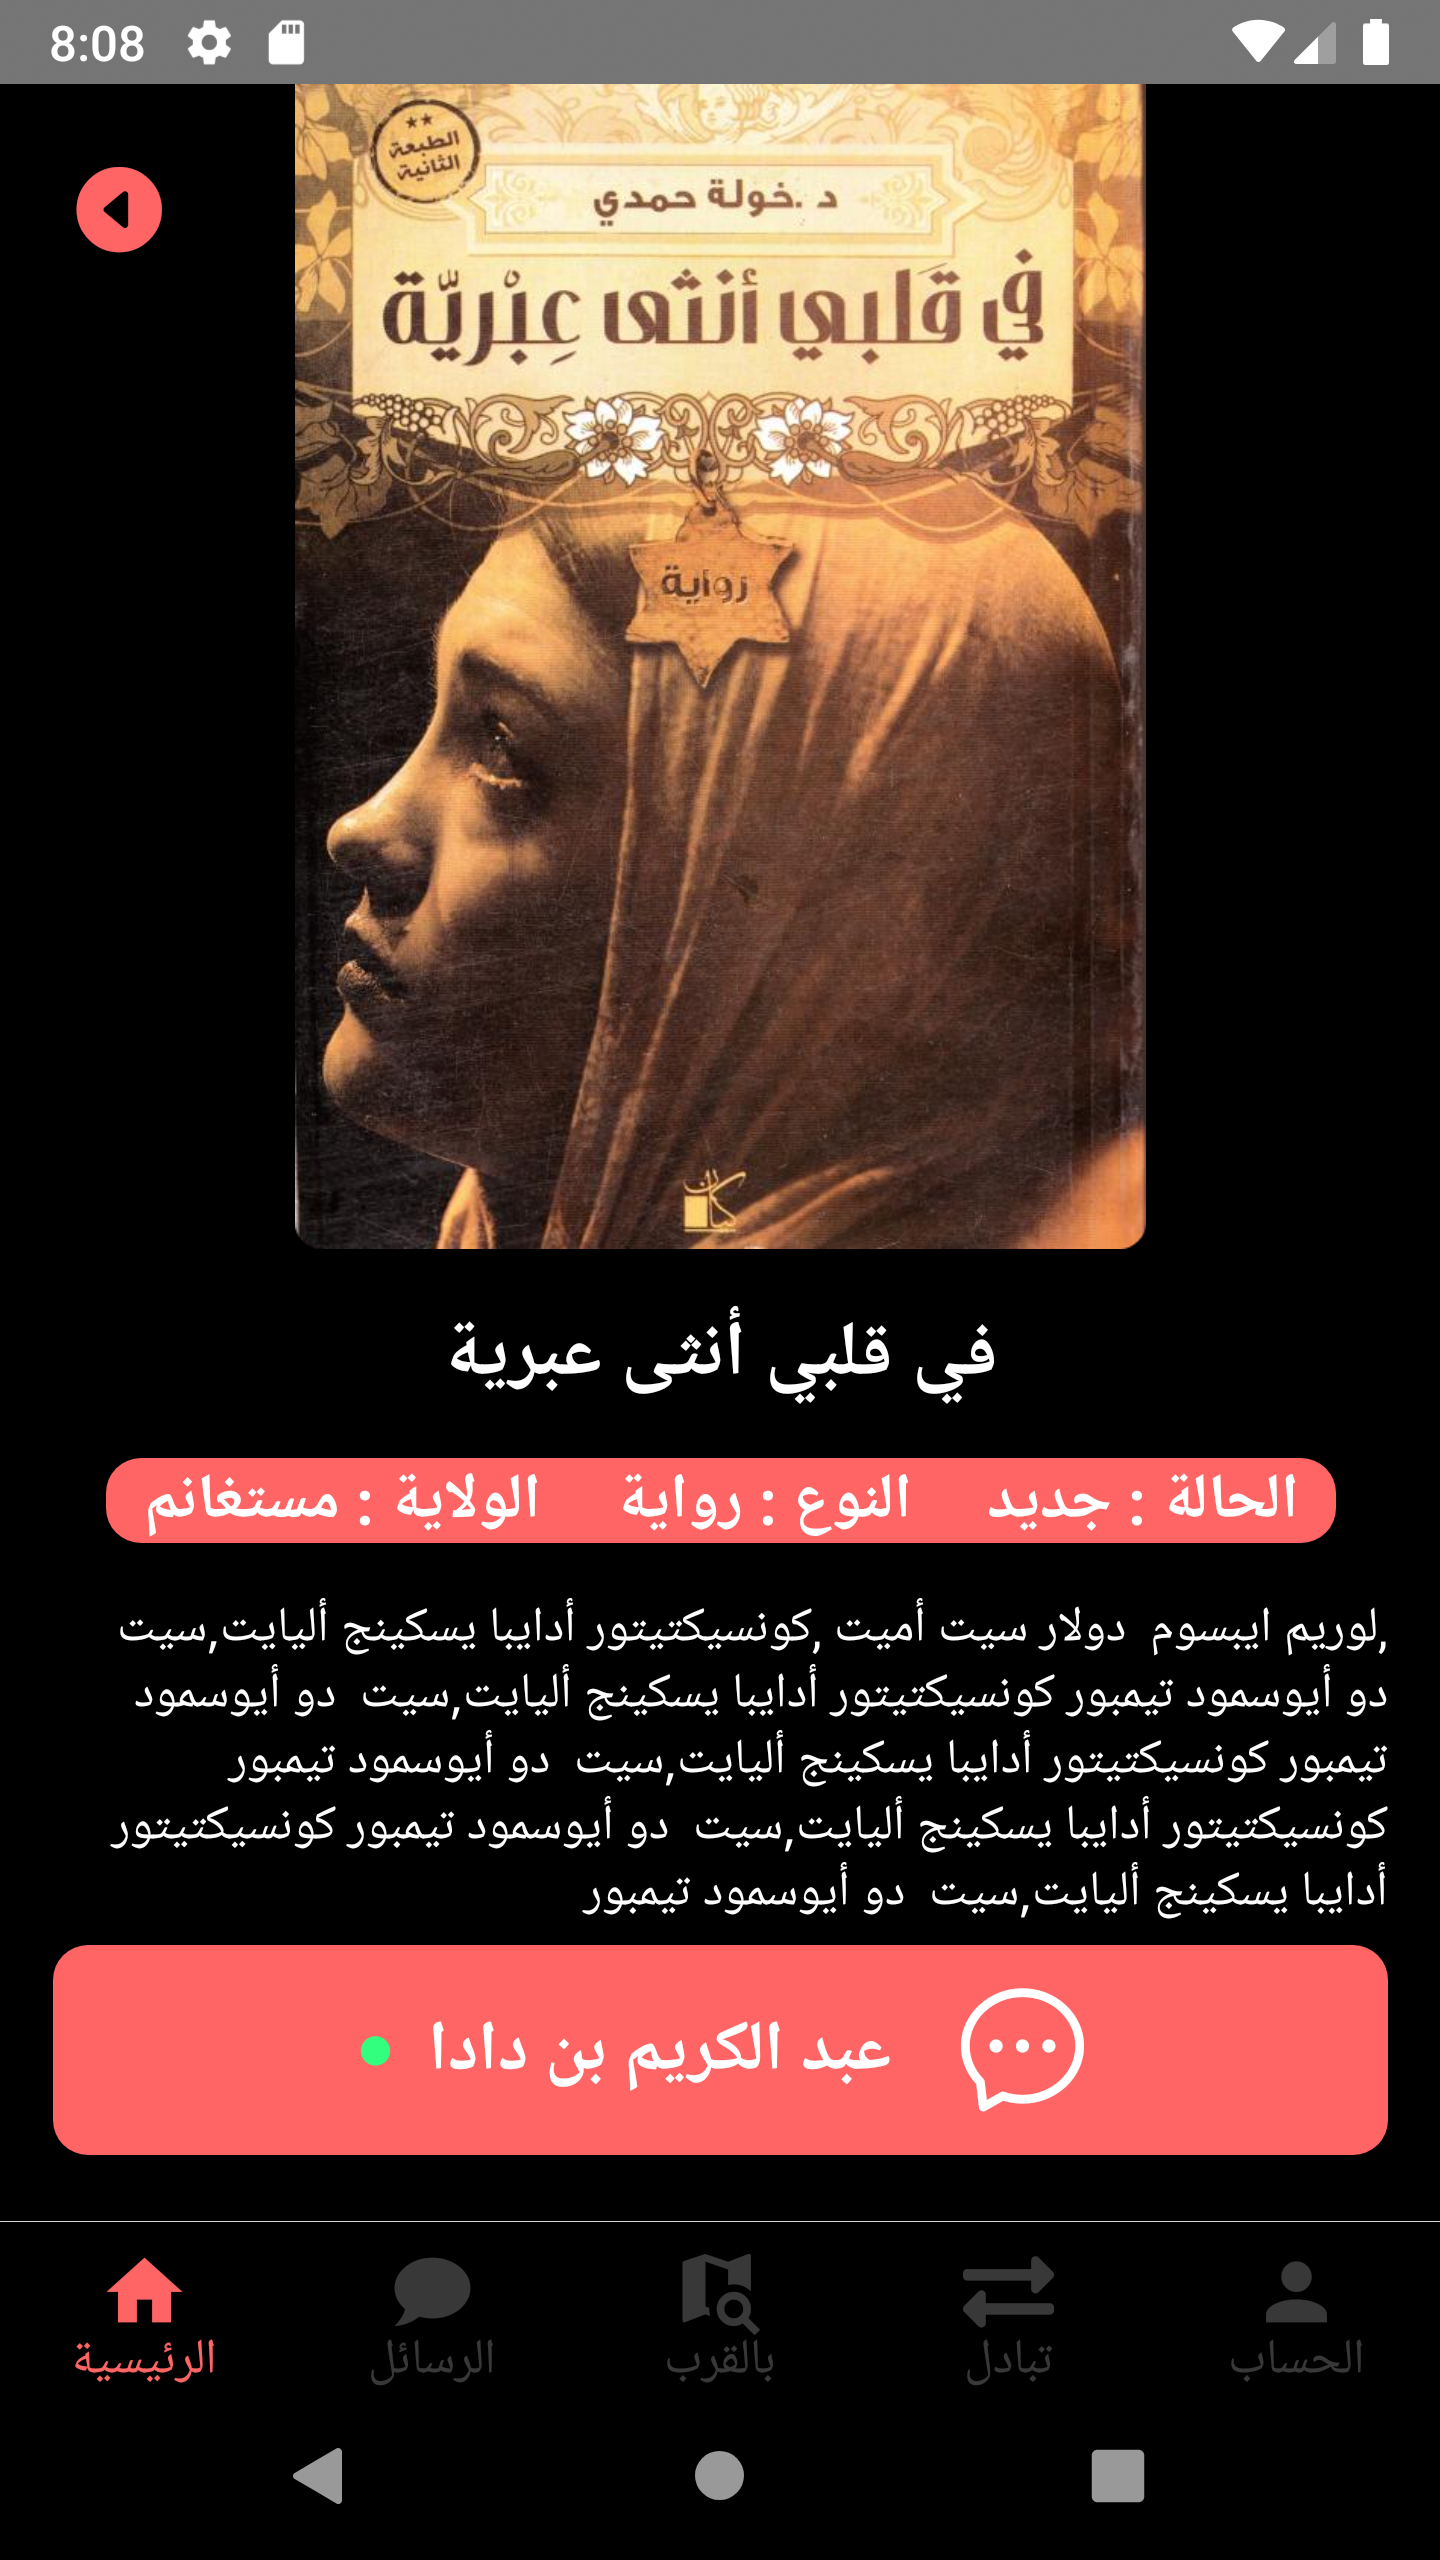 8:08
الطبعة
الثانية
د. خولة حمدي
في قَلبي أنثى عِبْريّة
رواية
كيان
في قلبي أنثى عبرية
الحالة : جديد النوع : رواية الولاية : مستغانم
,لوريم ايبسوم دولار سيت أميت ,كونسيكتيتور أدايبا يسكينج أليايت,سيت
دو أيوسمود تيمبور كونسيكتيتور أدايبا يسكينج أليايت,سيت دو أيوسمود
تيمبور كونسيكتيتور أدايبا يسكينج أليايت,سيت دو أيوسمود تيمبور
كونسيكتيتور أدايبا يسكينج أليايت,سيت دو أيوسمود تيمبور كونسيكتيتور
أدايبا يسكينج أليايت,سيت دو أيوسمود تيمبور
عبد الكريم بن دادا
الحساب تبادل بالقرب الرسائل الرئيسية